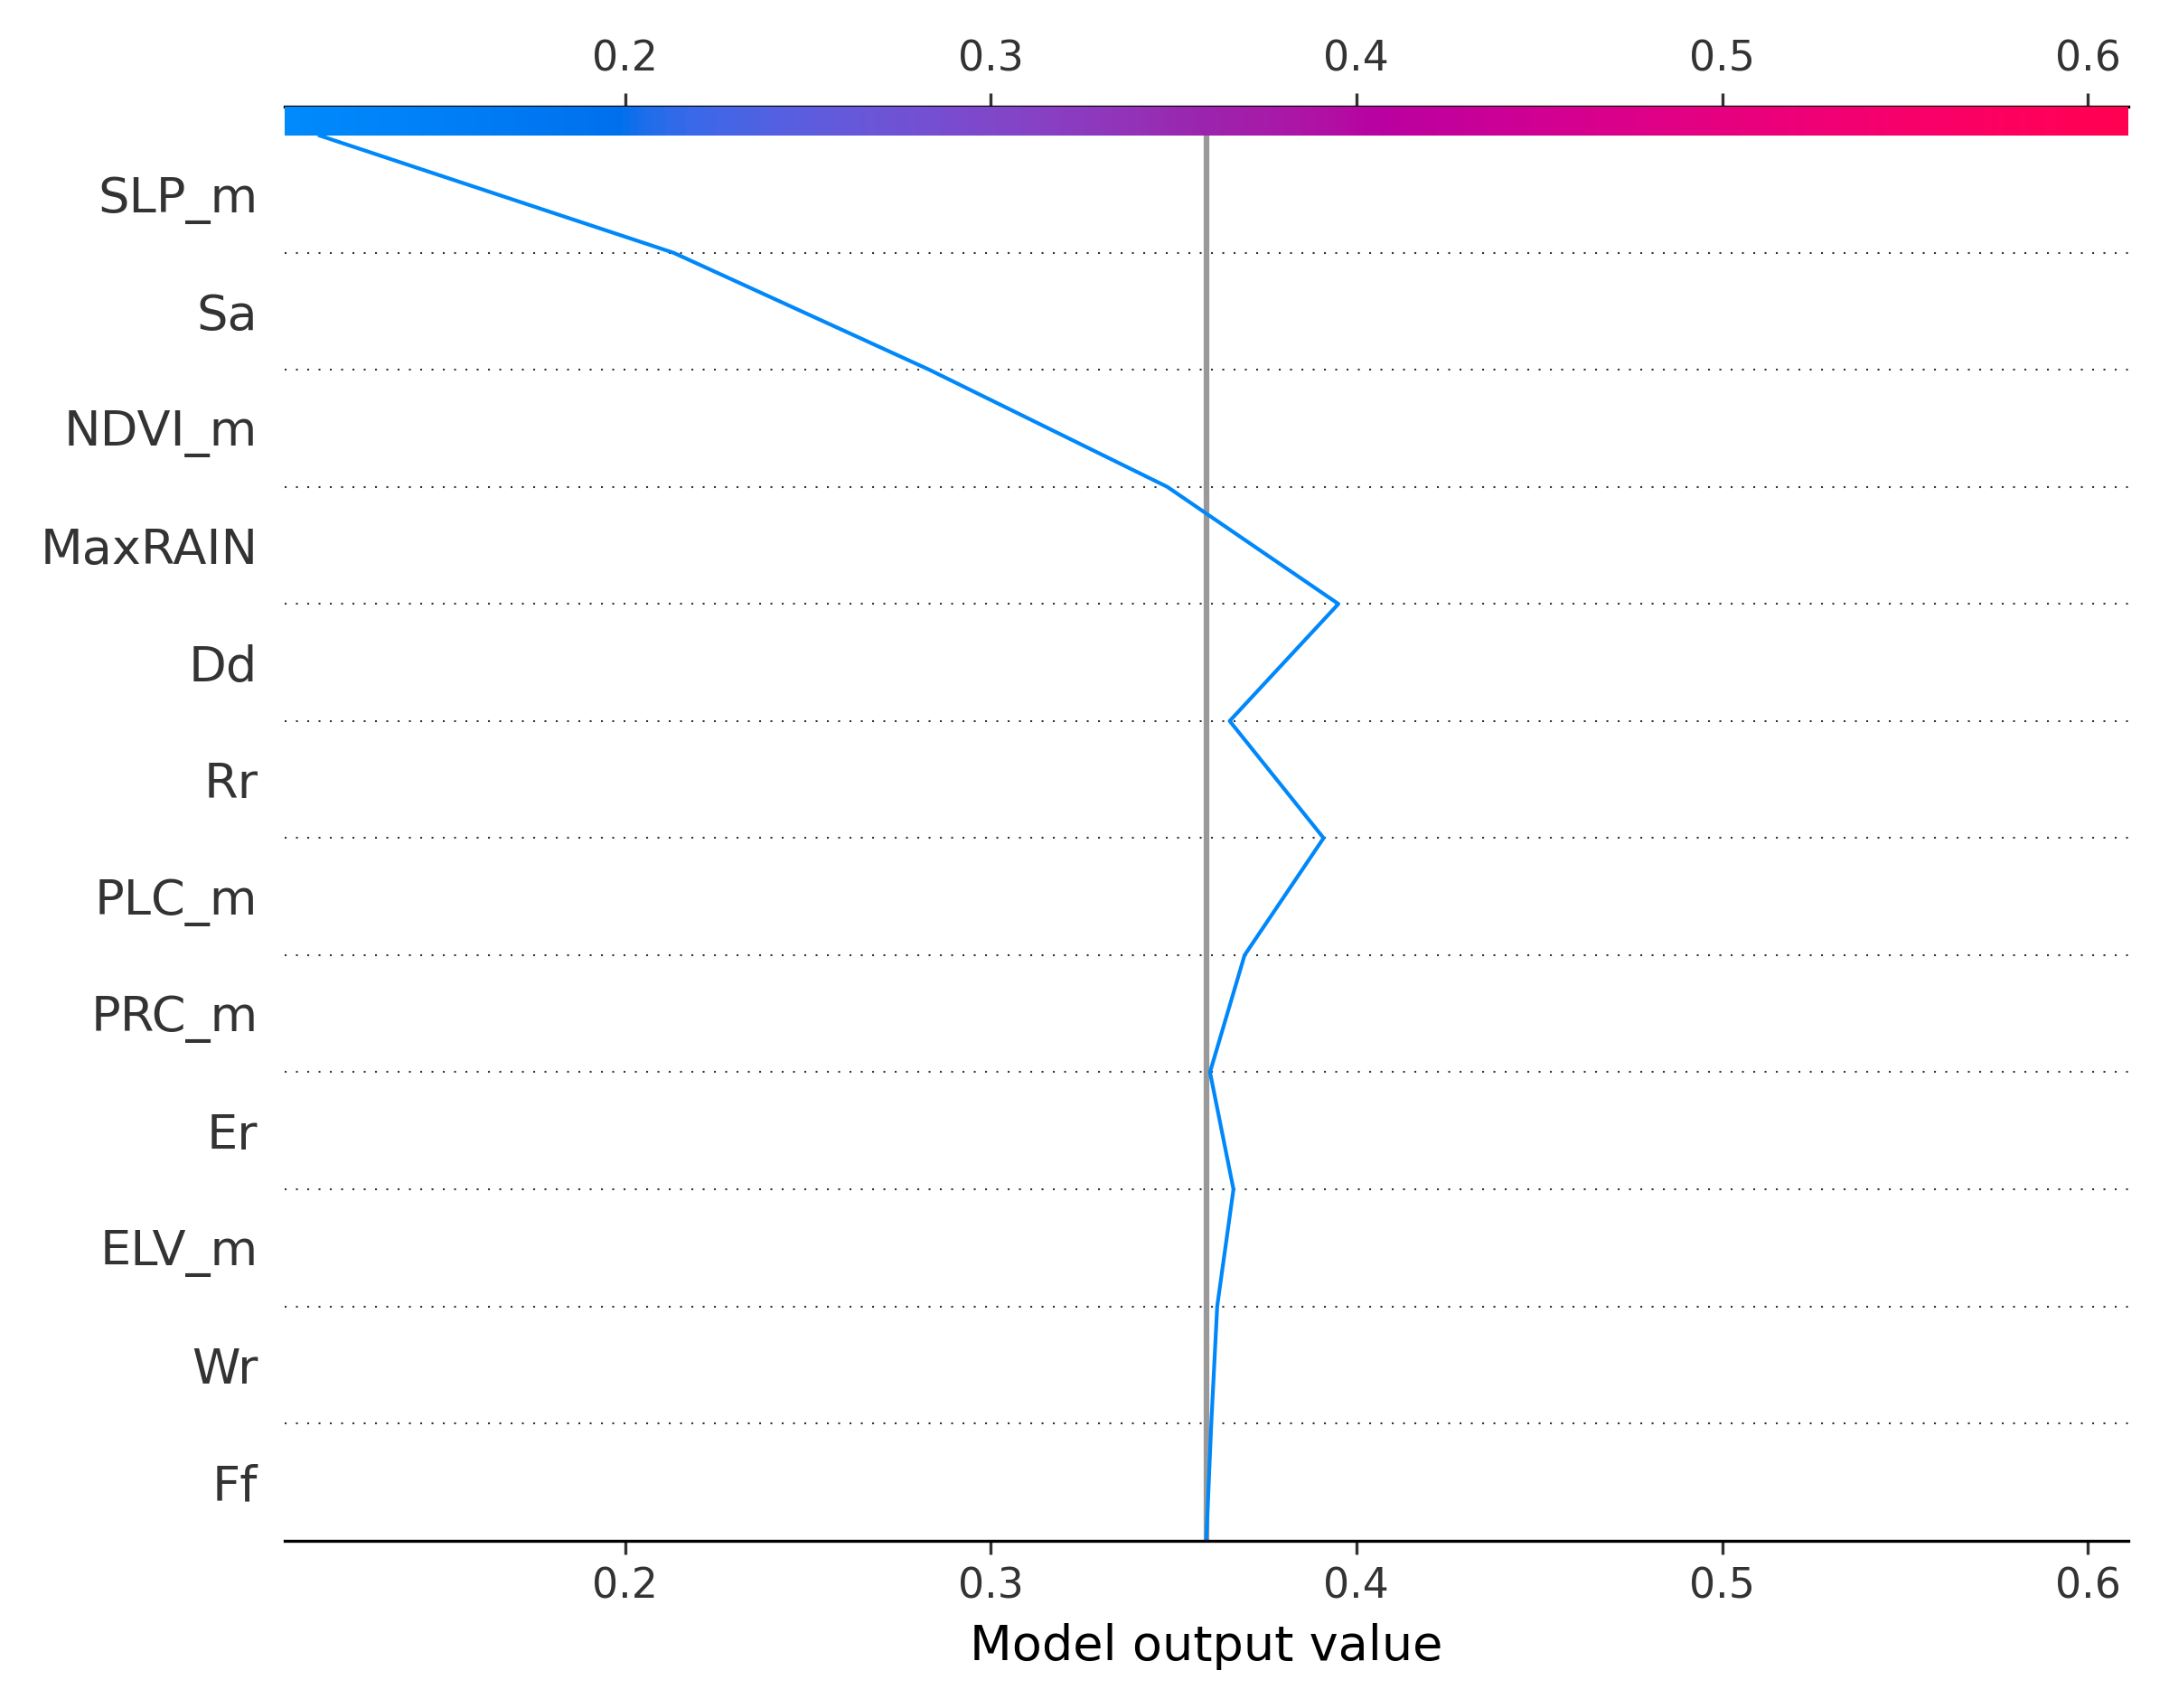 0.2 0.3 0.4 0.5 0.6
SLP_m
Sa
NDVI_m
MaxRAIN
Dd
Rr
PLC_m
PRC_m
Er
ELV_m
Wr
Ff
0.2 0.3 0.4 0.5 0.6
Model output value